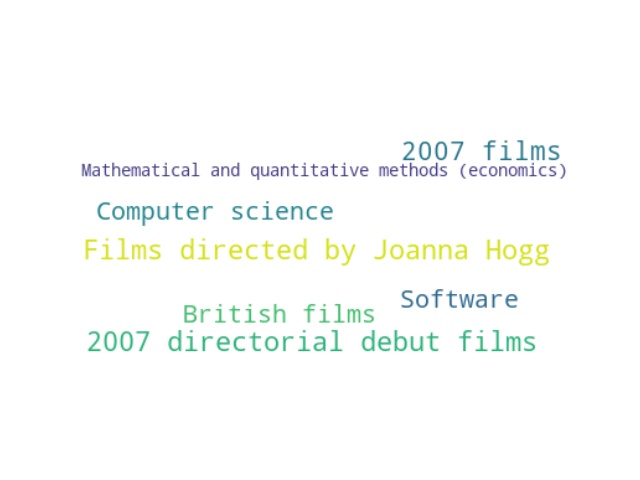 2007 films
Mathematical and quantitative methods (economics)
Computer science
Films directed by Joanna Hogg
Software
British films
2007 directorial debut films